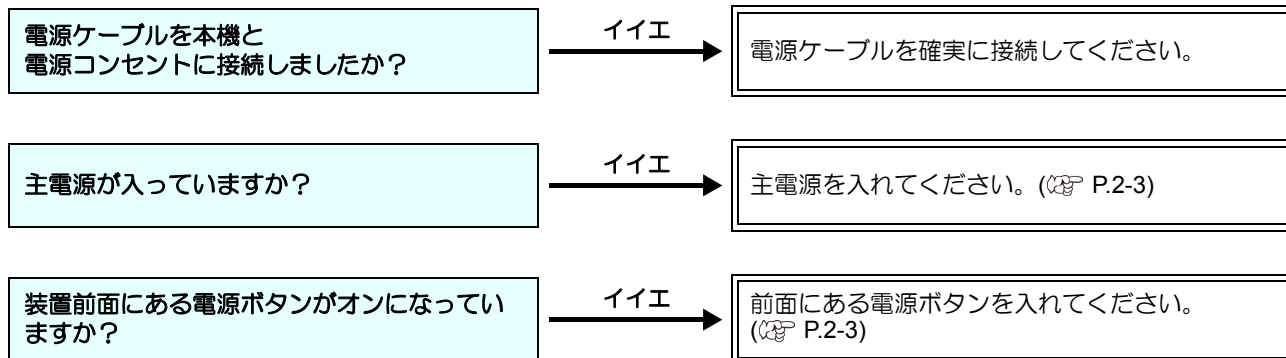 電源ケーブルを本機と
電源コンセントに接続しましたか？
イイエ
電源ケーブルを確実に接続してください。
主電源が入っていますか？
イイエ
主電源を入れてください。(☞ P.2-3)
装置前面にある電源ボタンがオンになってい
ますか？
イイエ
前面にある電源ボタンを入れてください。
(☞ P.2-3)